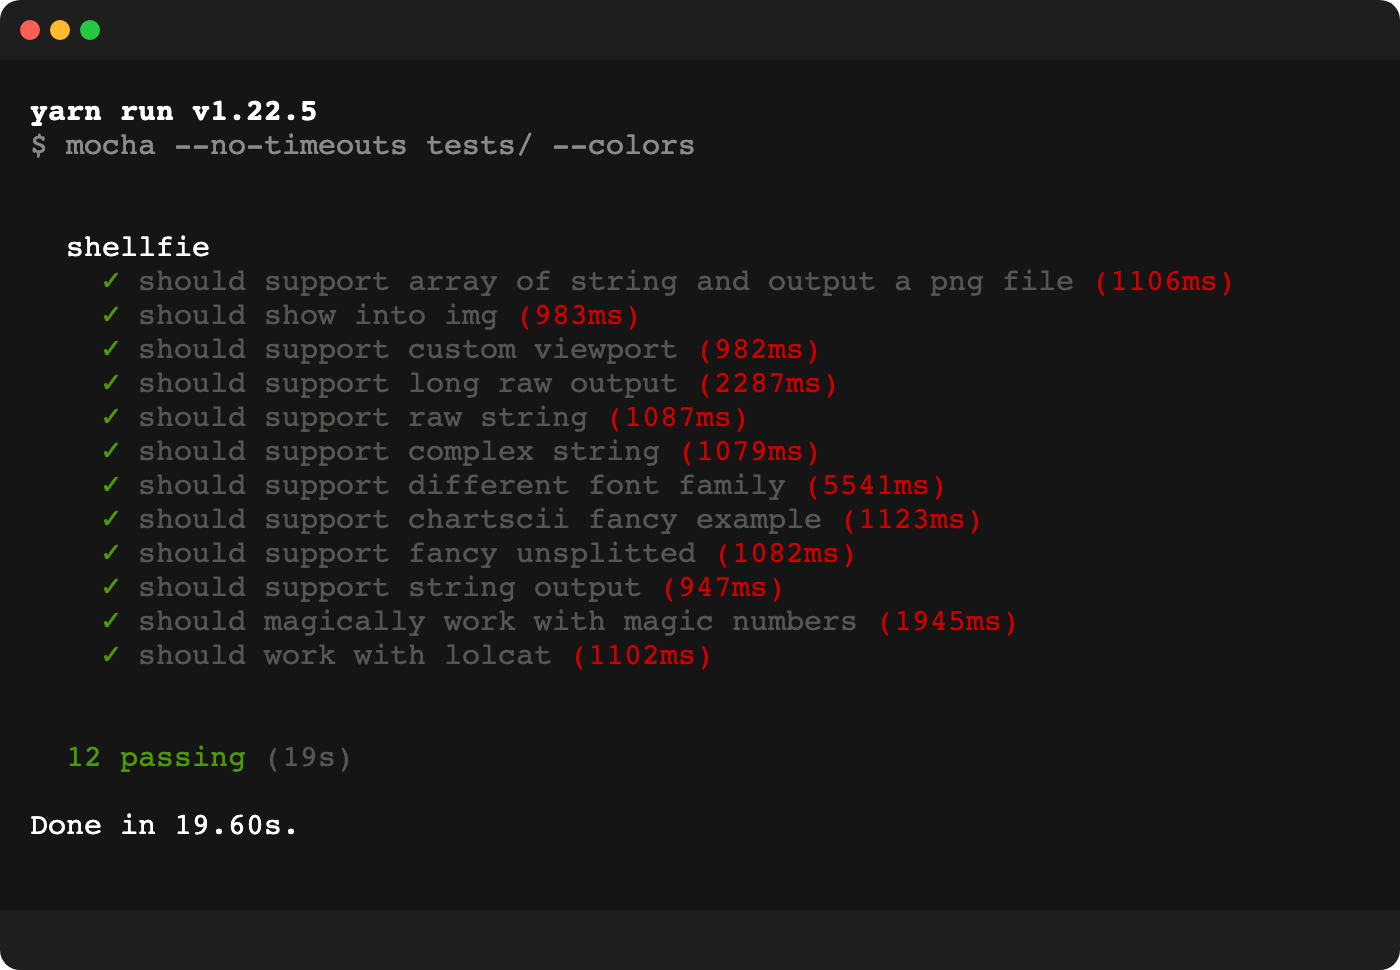 yarn run v1.22.5
$ mocha --no-timeouts tests/ --colors
shellfie
✓ should support array of string and output a png file (1106ms)
✓ should show into img (983ms)
✓ should support custom viewport (982ms)
✓ should support long raw output (2287ms)
✓ should support raw string (1087ms)
✓ should support complex string (1079ms)
✓ should support different font family (5541ms)
✓ should support chartscii fancy example (1123ms)
✓ should support fancy unsplitted (1082ms)
✓ should support string output (947ms)
✓ should magically work with magic numbers (1945ms)
✓ should work with lolcat (1102ms)
12 passing (19s)
Done in 19.60s.